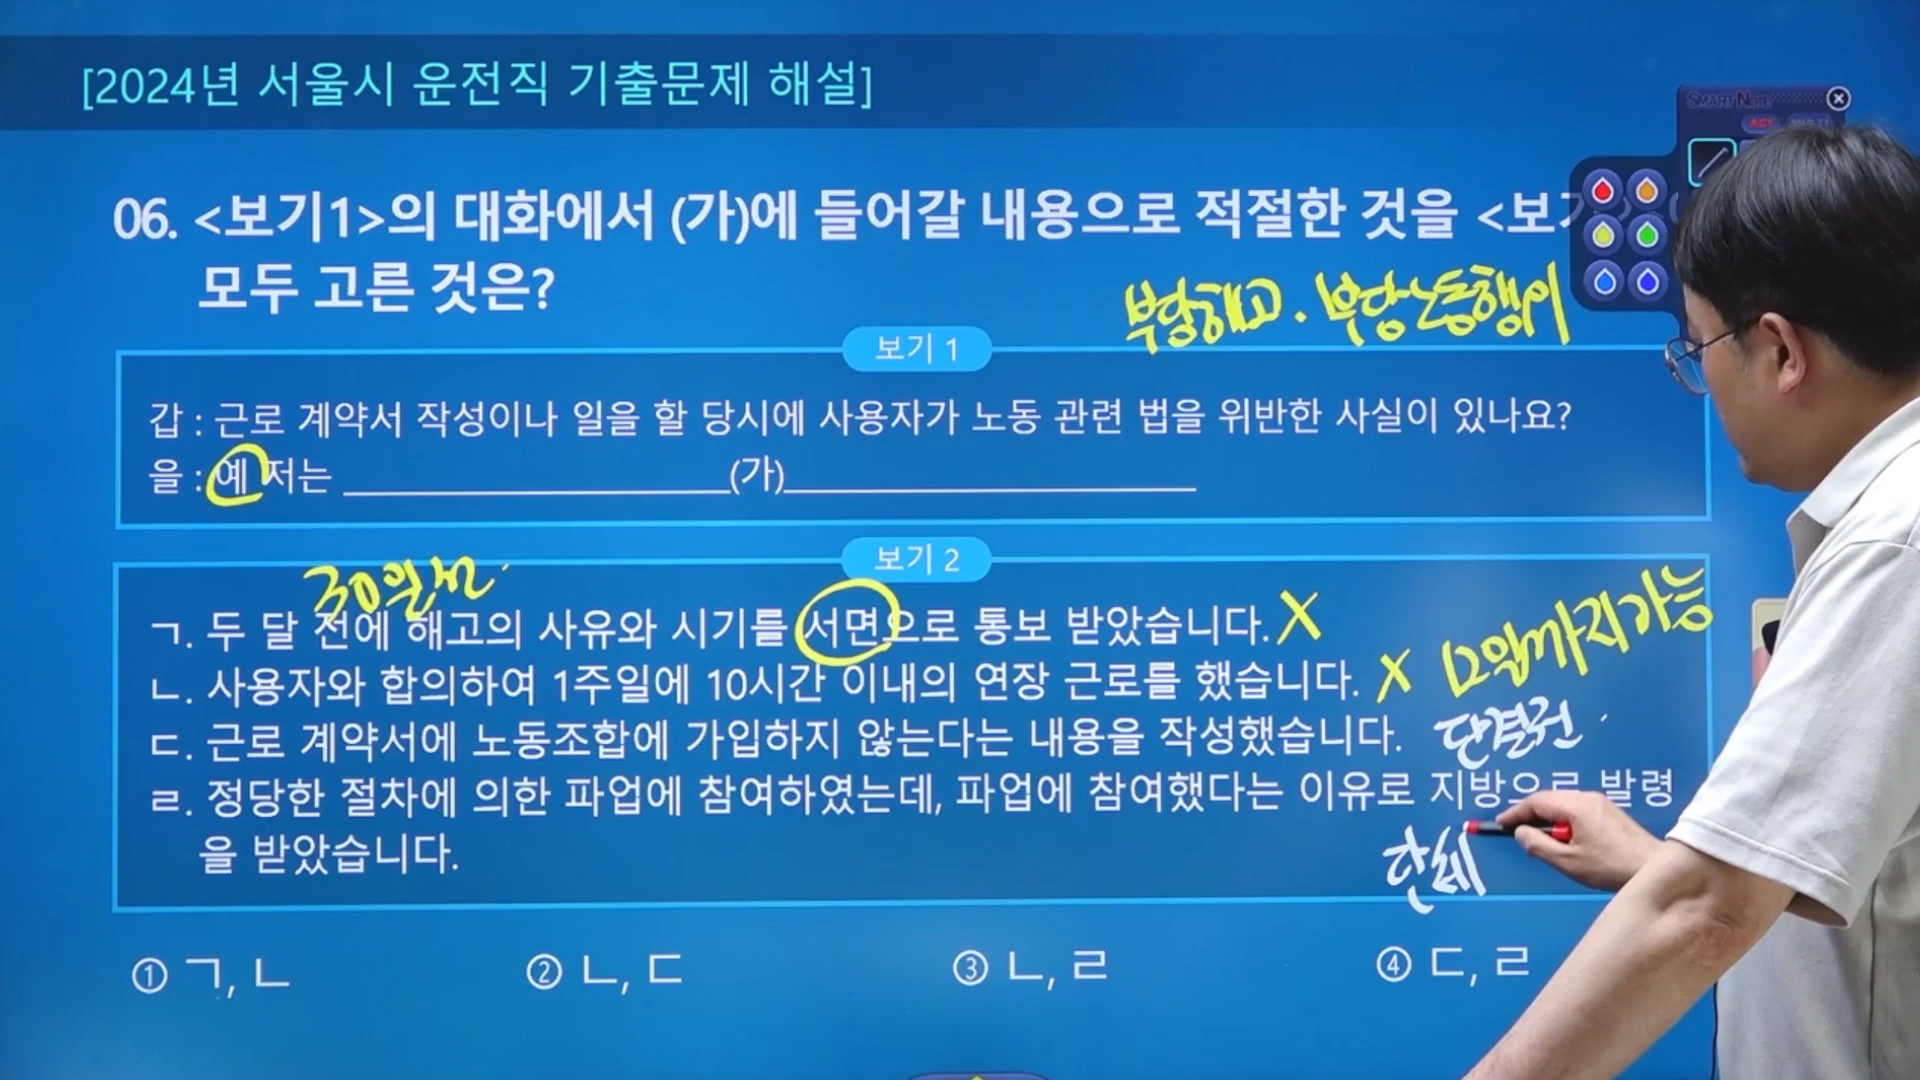 [2024년 서울시 운전직 기출문제 해설]
SMART NOTE
ACT
06. <보기1>의 대화에서 (가)에 들어갈 내용으로 적절한 것을 <보기
모두 고른 것은?
부당해고 · 부당노동행위
보기 1
갑 : 근로 계약서 작성이나 일을 할 당시에 사용자가 노동 관련 법을 위반한 사실이 있나요?
을 : 예 저는 (가)
보기 2
30일 전
ㄱ. 두 달 전에 해고의 사유와 시기를 서면으로 통보 받았습니다. X
ㄴ. 사용자와 합의하여 1주일에 10시간 이내의 연장 근로를 했습니다. X 12까지가능
ㄷ. 근로 계약서에 노동조합에 가입하지 않는다는 내용을 작성했습니다. 단결권
ㄹ. 정당한 절차에 의한 파업에 참여하였는데, 파업에 참여했다는 이유로 지방으로 발령
을 받았습니다. 단체
① ㄱ, ㄴ ② ㄴ, ㄷ ③ ㄴ, ㄹ ④ ㄷ, ㄹ